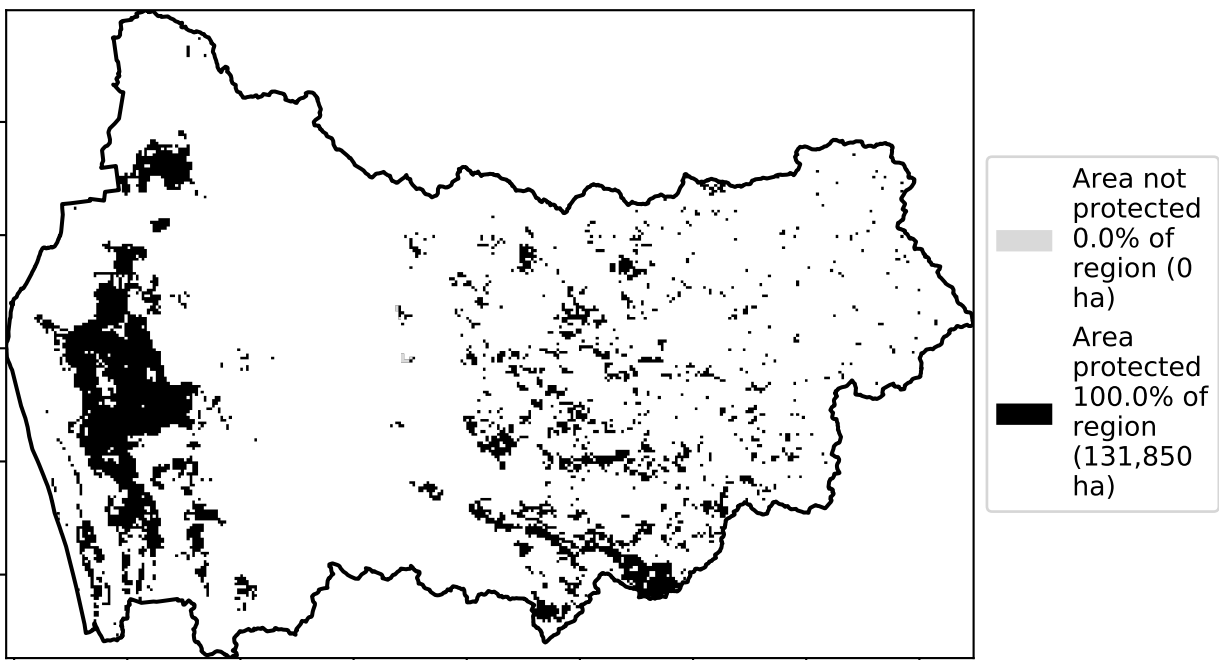 Area not
protected
0.0% of
region (0
ha)
Area
protected
100.0% of
region
(131,850
ha)